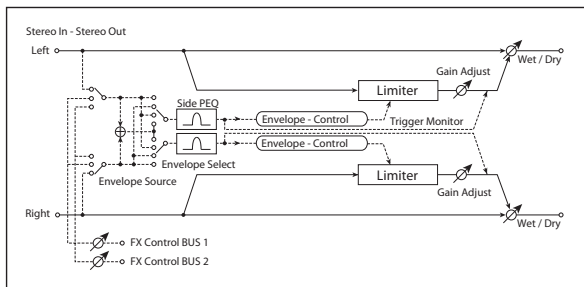 Stereo In - Stereo Out
Left
Wet / Dry
Limiter
Gain Adjust
Side PEQ
Envelope - Control
Trigger Monitor
Envelope - Control
Envelope Select
Envelope Source
Limiter
Gain Adjust
Right
Wet / Dry
FX Control BUS 1
FX Control BUS 2